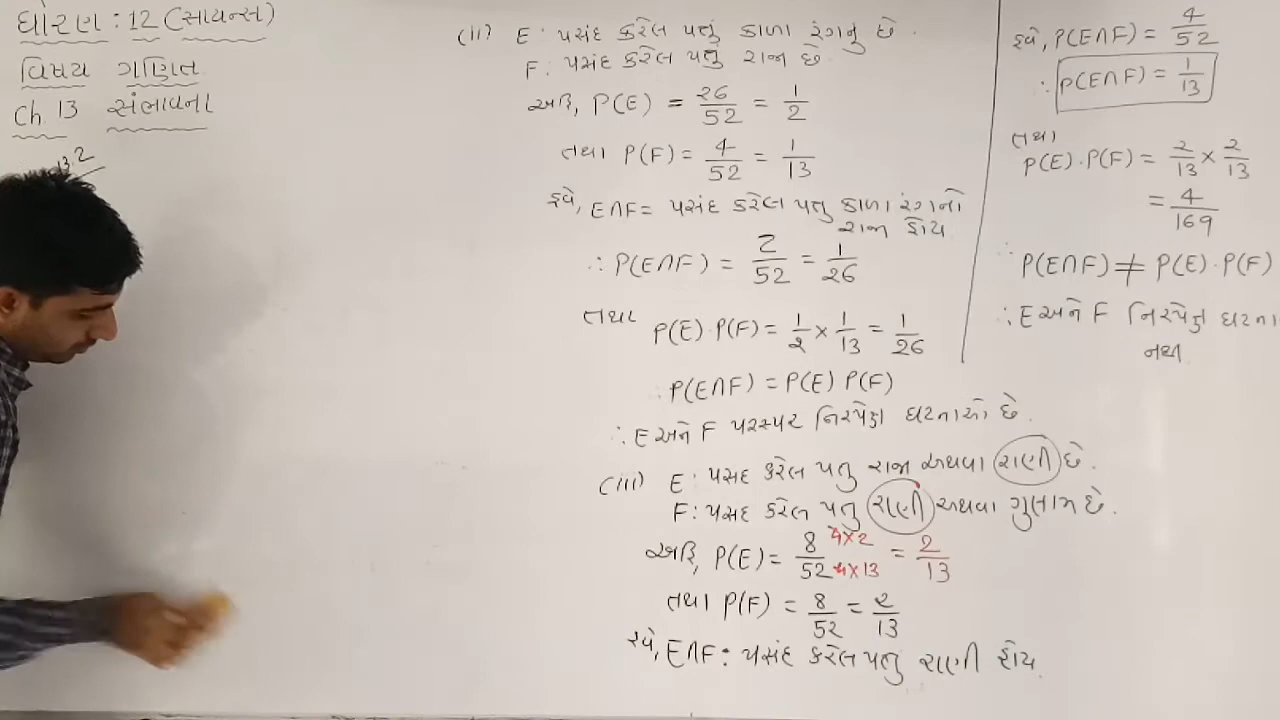 ધોરણ : 12 (સાયન્સ)
વિષય ગણિત
Ch 13 સંભાવના
13.2
(ii) E : પસંદ કરેલ પત્તું કાળા રંગનું છે.
F : પસંદ કરેલ પત્તું રાજા છે.
અહિ, P(E) = 26/52 = 1/2
તથા P(F) = 4/52 = 1/13
હવે, E∩F = પસંદ કરેલ પત્તુ કાળા રંગનો
રાજા હોય
∴ P(E∩F) = 2/52 = 1/26
તથા P(E)·P(F) = 1/2 × 1/13 = 1/26
∴ P(E∩F) = P(E) P(F)
∴ E અને F પરસ્પર નિરપેક્ષ ઘટનાઓ છે.
(iii) E : પસદ કરેલ પતુ રાજા અથવા રાણી છે.
F : પસદ કરેલ પતુ રાણી અથવા ગુલામ છે.
અહિ, P(E) = 8/52 4×2/4×13 = 2/13
તથા P(F) = 8/52 = 2/13
હવે, E∩F : પસંદ કરેલ પત્તુ રાણી હોય.
હવે, P(E∩F) = 4/52
∴ P(E∩F) = 1/13
તથા
P(E)·P(F) = 2/13 × 2/13
= 4/169
∴ P(E∩F) ≠ P(E)·P(F)
∴ E અને F નિરપેક્ષ ઘટના
નથી